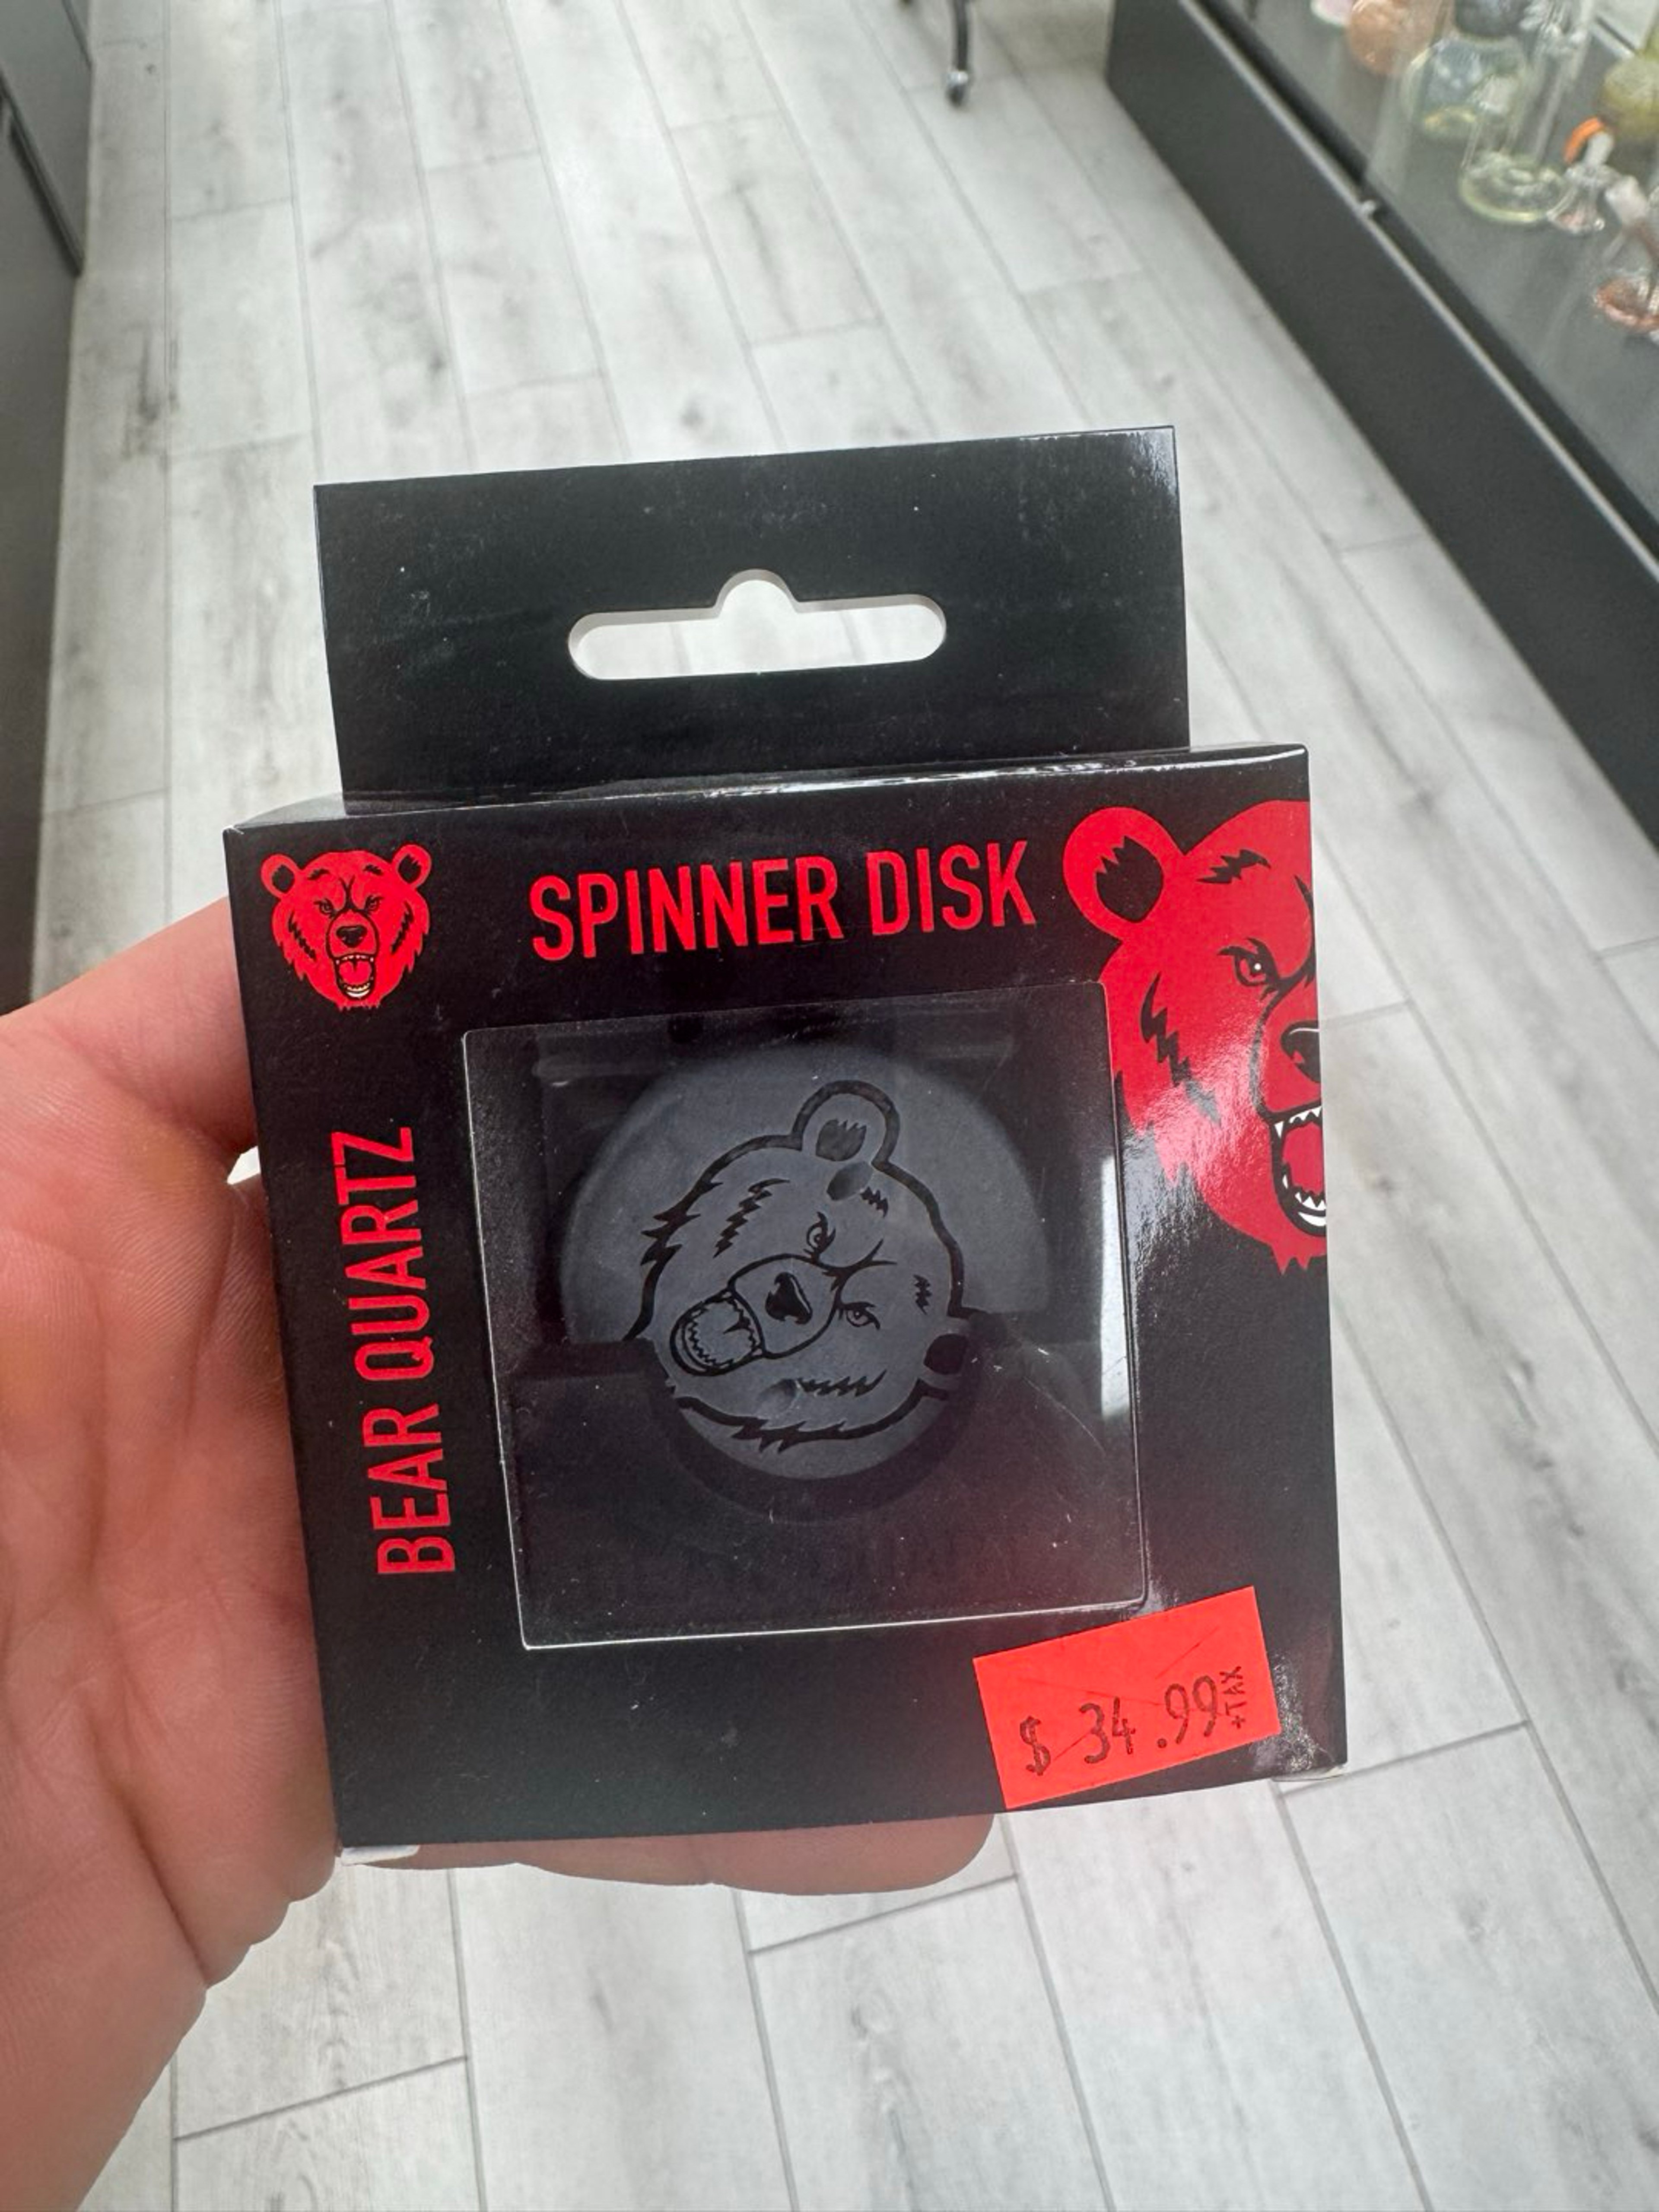 SPINNER DISK
BEAR QUARTZ
$ 34.99 +TAX